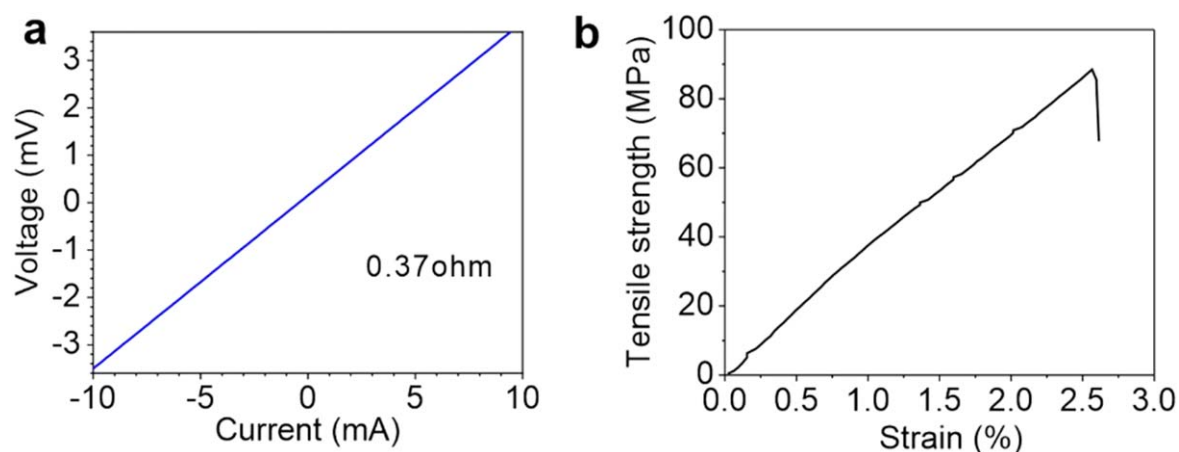 a
Voltage (mV)
3
2
1
0
-1
-2
-3
0.37ohm
-10 -5 0 5 10
Current (mA)
b
Tensile strength (MPa)
100
80
60
40
20
0
0.0 0.5 1.0 1.5 2.0 2.5 3.0
Strain (%)